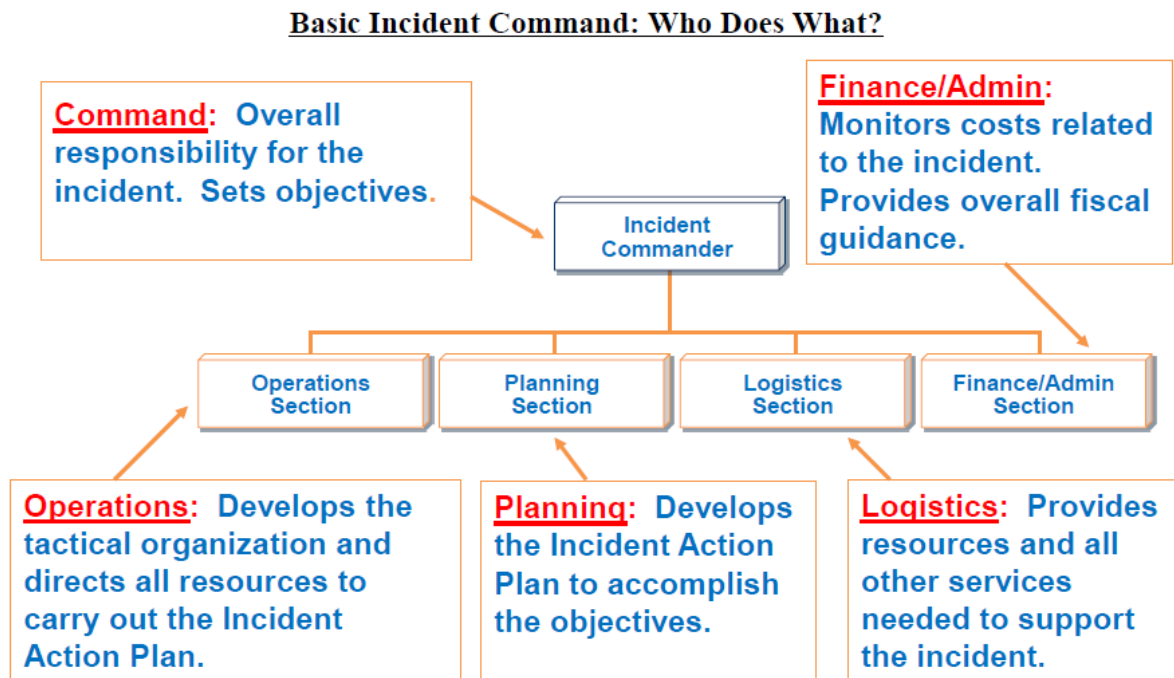 Basic Incident Command: Who Does What?
Command: Overall
responsibility for the
incident. Sets objectives.
Finance/Admin:
Monitors costs related
to the incident.
Provides overall fiscal
guidance.
Incident
Commander
Operations
Section
Planning
Section
Logistics
Section
Finance/Admin
Section
Operations: Develops the
tactical organization and
directs all resources to
carry out the Incident
Action Plan.
Planning: Develops
the Incident Action
Plan to accomplish
the objectives.
Logistics: Provides
resources and all
other services
needed to support
the incident.